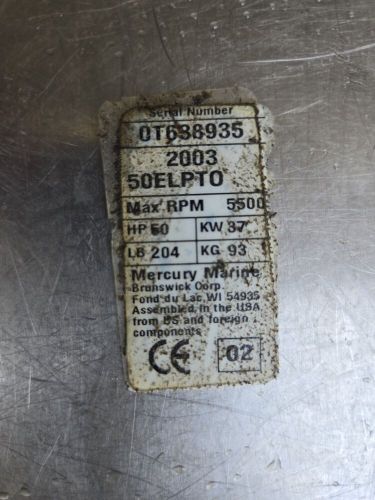 Serial Number
0T636935
2003
50ELPTO
Max RPM 5500
HP 50 KW 37
LB 204 KG 93
Mercury Marine
Brunswick Corp.
Fond du Lac, WI 54935
Assembled in the USA
from US and foreign
components
CE 02